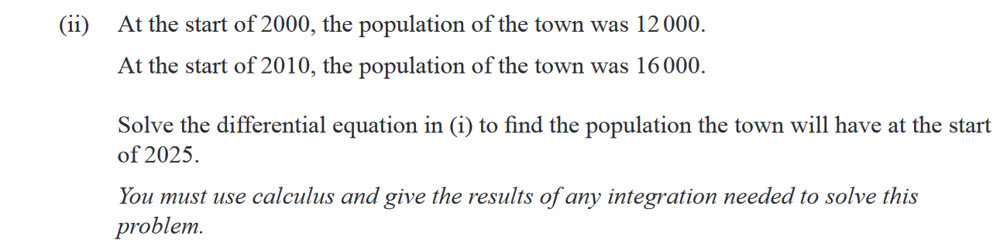 (ii) At the start of 2000, the population of the town was 12 000.
At the start of 2010, the population of the town was 16 000.
Solve the differential equation in (i) to find the population the town will have at the start
of 2025.
You must use calculus and give the results of any integration needed to solve this
problem.